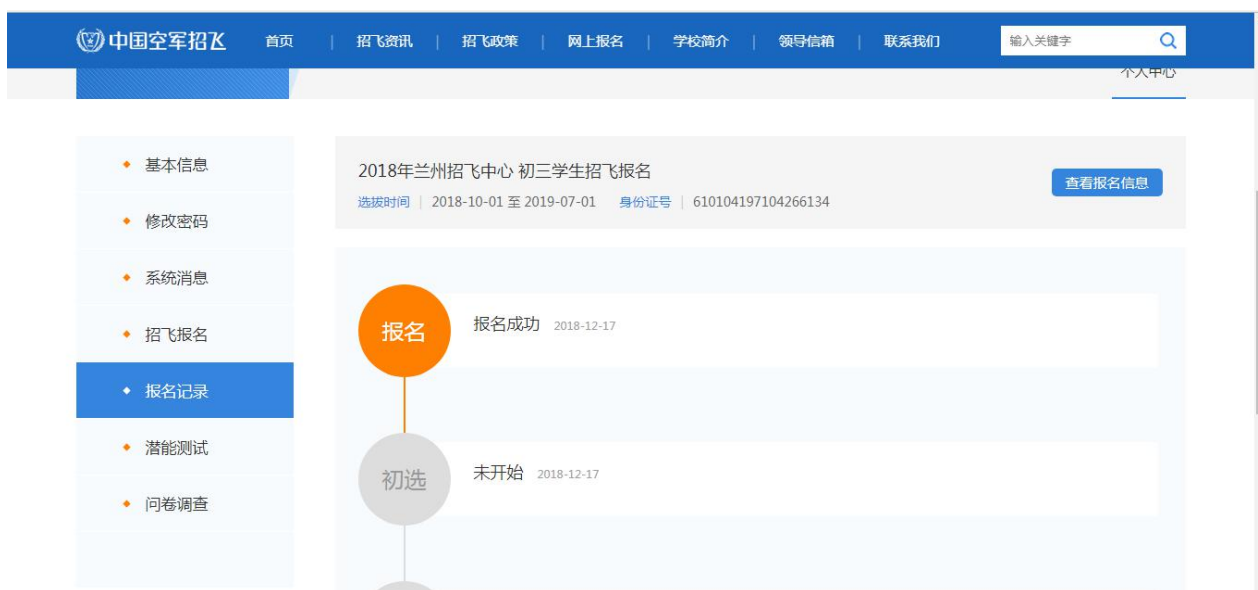 中国空军招飞 首页 | 招飞资讯 | 招飞政策 | 网上报名 | 学校简介 | 领导信箱 | 联系我们 输入关键字
个人中心
基本信息
修改密码
系统消息
招飞报名
报名记录
潜能测试
问卷调查
2018年兰州招飞中心 初三学生招飞报名
查看报名信息
选拔时间 | 2018-10-01 至 2019-07-01 身份证号 | 610104197104266134
报名 报名成功 2018-12-17
初选 未开始 2018-12-17